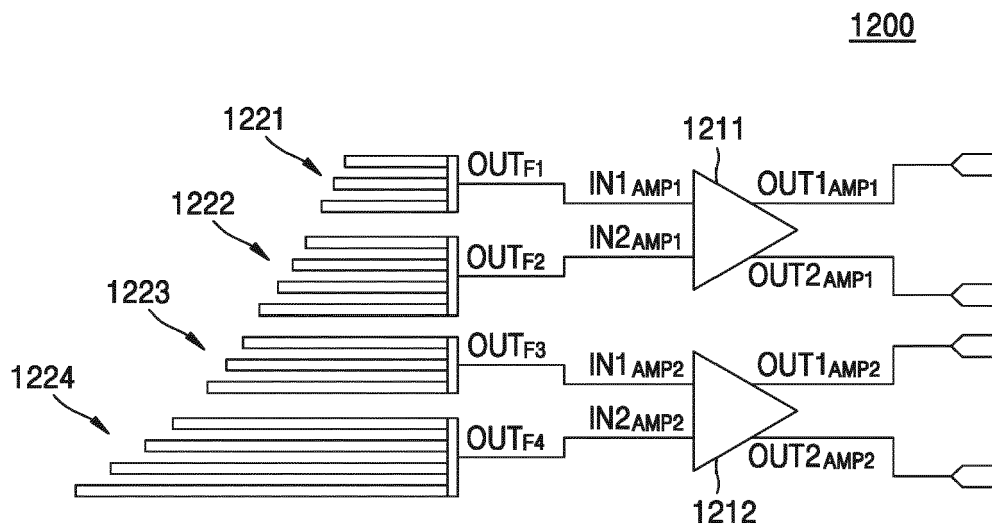 1200
1221
1211
OUTF1
IN1AMP1
OUT1AMP1
1222
OUTF2
IN2AMP1
OUT2AMP1
1223
OUTF3
IN1AMP2
OUT1AMP2
1224
OUTF4
IN2AMP2
OUT2AMP2
1212